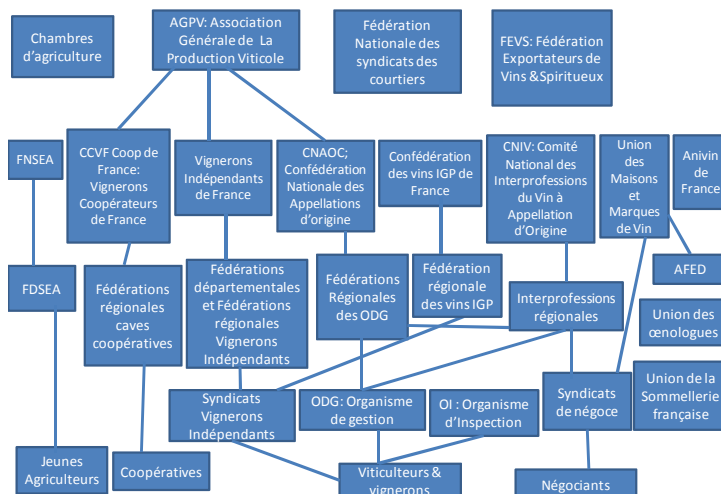 Chambres
d'agriculture
AGPV: Association
Générale de La
Production Viticole
Fédération
Nationale des
syndicats des
courtiers
FEVS: Fédération
Exportateurs de
Vins &Spiritueux
FNSEA
CCVF Coop de
France:
Vignerons
Coopérateurs
de France
Vignerons
Indépendants
de France
CNAOC;
Confédération
Nationale des
Appellations
d'origine
Confédération
des vins IGP de
France
CNIV: Comité
National des
Interprofessions
du Vin à
Appellation
d'Origine
Union
des
Maisons
et
Marques
de Vin
Anivin
de
France
FDSEA
Fédérations
régionales
caves
coopératives
Fédérations
départementales
et Fédérations
régionales
Vignerons
Indépendants
Fédérations
Régionales
des ODG
Fédération
régionale
des vins IGP
Interprofessions
régionales
AFED
Union des
œnologues
Union de la
Sommellerie
française
Syndicats
Vignerons
Indépendants
ODG: Organisme
de gestion
OI : Organisme
d'Inspection
Syndicats
de négoce
Jeunes
Agriculteurs
Coopératives
Viticulteurs &
vignerons
Négociants